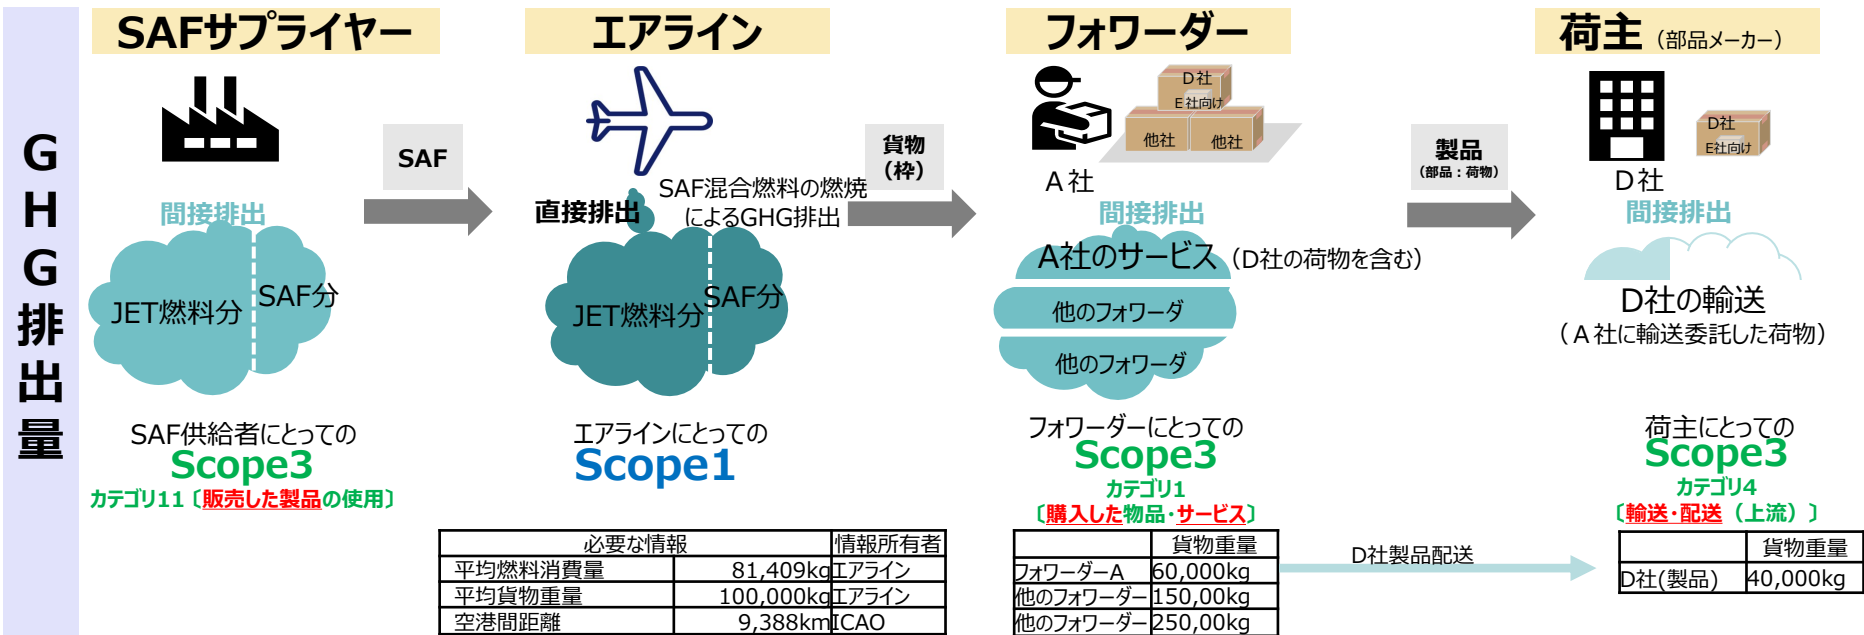 SAFサプライヤー
エアライン
フォワーダー
荷主（部品メーカー）
GHG排出量
SAF
貨物
（枠）
D社
E社向け
他社
他社
A社
製品
（部品：荷物）
D社
E社向け
D社
間接排出
JET燃料分
SAF分
直接排出
SAF混合燃料の燃焼
によるGHG排出
JET燃料分
SAF分
間接排出
A社のサービス（D社の荷物を含む）
他のフォワーダ
他のフォワーダ
間接排出
D社の輸送
（A社に輸送委託した荷物）
SAF供給者にとっての
Scope3
カテゴリ11〔販売した製品の使用〕
エアラインにとっての
Scope1
フォワーダーにとっての
Scope3
カテゴリ1
〔購入した物品・サービス〕
荷主にとっての
Scope3
カテゴリ4
〔輸送・配送（上流）〕
必要な情報 情報所有者
平均燃料消費量 81,409kg エアライン
平均貨物重量 100,000kg エアライン
空港間距離 9,388km ICAO
貨物重量
フォワーダーA 60,000kg
他のフォワーダー 150,00kg
他のフォワーダー 250,00kg
D社製品配送
貨物重量
D社(製品) 40,000kg